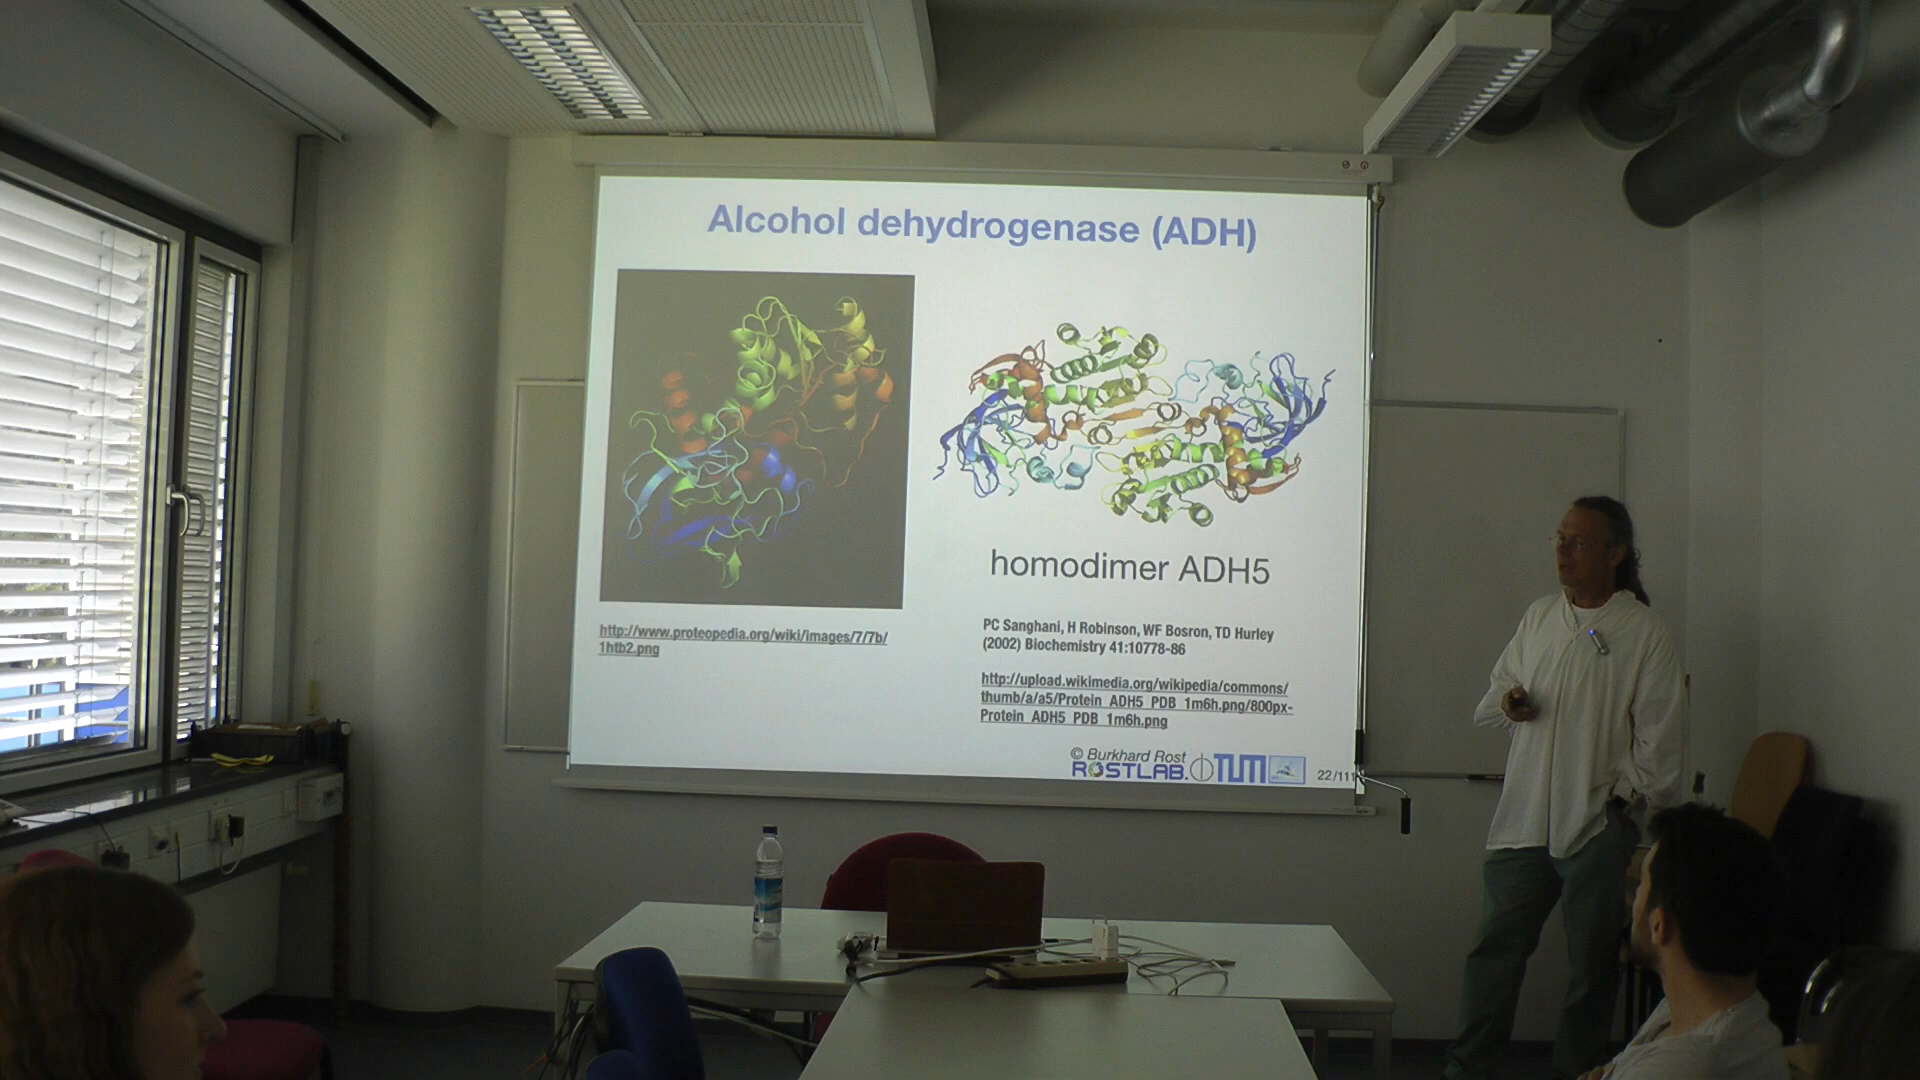 Alcohol dehydrogenase (ADH)
homodimer ADH5
http://www.proteopedia.org/wiki/images/7/7b/
1htb2.png
PC Sanghani, H Robinson, WF Bosron, TD Hurley
(2002) Biochemistry 41:10778-86
http://upload.wikimedia.org/wikipedia/commons/
thumb/a/a5/Protein_ADH5_PDB_1m6h.png/800px-
Protein_ADH5_PDB_1m6h.png
© Burkhard Rost
ROSTLAB.
TUM
22/111